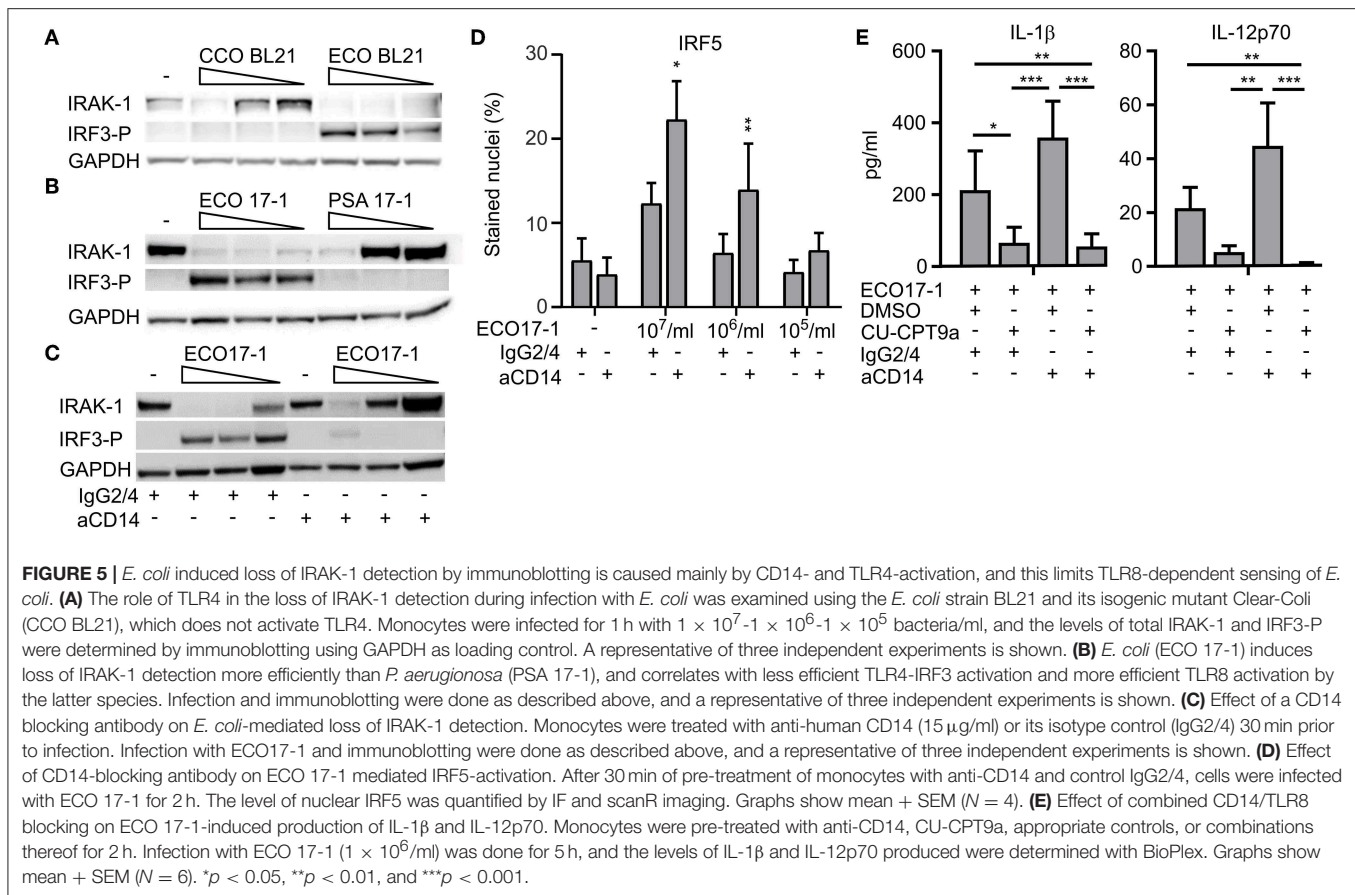 A
CCO BL21 ECO BL21
-
IRAK-1
IRF3-P
GAPDH
B
ECO 17-1 PSA 17-1
-
IRAK-1
IRF3-P
GAPDH
C
ECO17-1 ECO17-1
- -
IRAK-1
IRF3-P
GAPDH
IgG2/4 + + + + - - - -
aCD14 - - - - + + + +
D
IRF5
Stained nuclei (%)
30
20
10
0
*
**
ECO17-1 - 10⁷/ml 10⁶/ml 10⁵/ml
IgG2/4 + - + - + - + -
aCD14 - + - + - + - +
E
IL-1β
pg/ml
600
400
200
0
**
*** ***
*
ECO17-1 + + + +
DMSO + - + -
CU-CPT9a - + - +
IgG2/4 + + - -
aCD14 - - + +
IL-12p70
80
60
40
20
0
**
** ***
+ + + +
+ - + -
- + - +
+ + - -
- - + +
FIGURE 5 | E. coli induced loss of IRAK-1 detection by immunoblotting is caused mainly by CD14- and TLR4-activation, and this limits TLR8-dependent sensing of E.
coli. (A) The role of TLR4 in the loss of IRAK-1 detection during infection with E. coli was examined using the E. coli strain BL21 and its isogenic mutant Clear-Coli
(CCO BL21), which does not activate TLR4. Monocytes were infected for 1 h with 1 × 10⁷-1 × 10⁶-1 × 10⁵ bacteria/ml, and the levels of total IRAK-1 and IRF3-P
were determined by immunoblotting using GAPDH as loading control. A representative of three independent experiments is shown. (B) E. coli (ECO 17-1) induces
loss of IRAK-1 detection more efficiently than P. aerugionosa (PSA 17-1), and correlates with less efficient TLR4-IRF3 activation and more efficient TLR8 activation by
the latter species. Infection and immunoblotting were done as described above, and a representative of three independent experiments is shown. (C) Effect of a CD14
blocking antibody on E. coli-mediated loss of IRAK-1 detection. Monocytes were treated with anti-human CD14 (15 μg/ml) or its isotype control (IgG2/4) 30 min prior
to infection. Infection with ECO17-1 and immunoblotting were done as described above, and a representative of three independent experiments is shown. (D) Effect
of CD14-blocking antibody on ECO 17-1 mediated IRF5-activation. After 30 min of pre-treatment of monocytes with anti-CD14 and control IgG2/4, cells were infected
with ECO 17-1 for 2 h. The level of nuclear IRF5 was quantified by IF and scanR imaging. Graphs show mean + SEM (N = 4). (E) Effect of combined CD14/TLR8
blocking on ECO 17-1-induced production of IL-1β and IL-12p70. Monocytes were pre-treated with anti-CD14, CU-CPT9a, appropriate controls, or combinations
thereof for 2 h. Infection with ECO 17-1 (1 × 10⁶/ml) was done for 5 h, and the levels of IL-1β and IL-12p70 produced were determined with BioPlex. Graphs show
mean + SEM (N = 6). *p < 0.05, **p < 0.01, and ***p < 0.001.